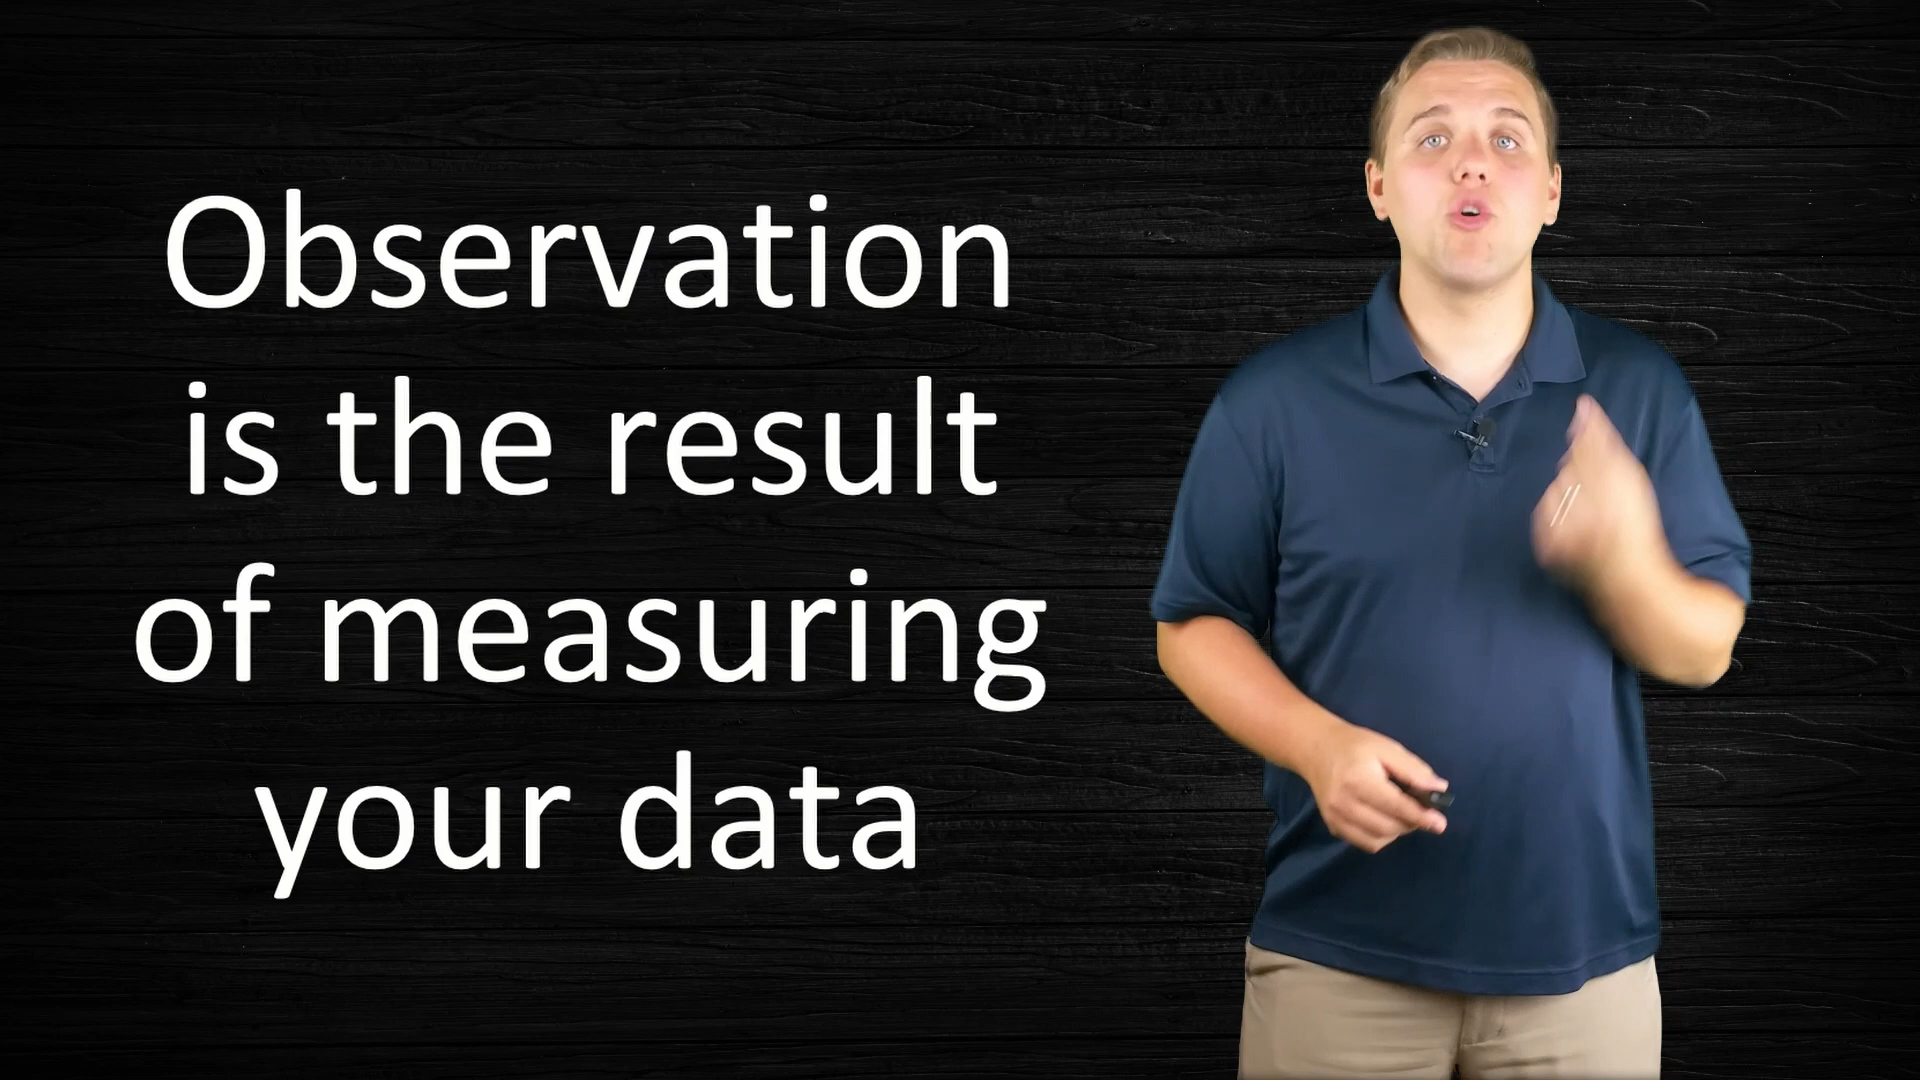 Observation
is the result
of measuring
your data